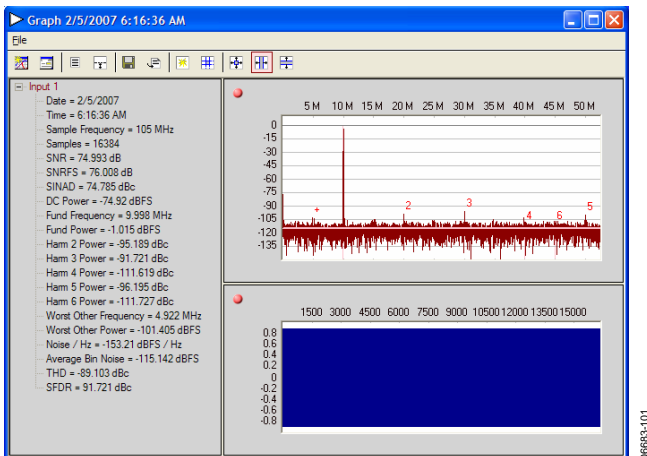 Graph 2/5/2007 6:16:36 AM
File
Input 1
Date = 2/5/2007
Time = 6:16:36 AM
Sample Frequency = 105 MHz
Samples = 16384
SNR = 74.993 dB
SNRFS = 76.008 dB
SINAD = 74.785 dBc
DC Power = -74.92 dBFS
Fund Frequency = 9.998 MHz
Fund Power = -1.015 dBFS
Harm 2 Power = -95.189 dBc
Harm 3 Power = -91.721 dBc
Harm 4 Power = -111.619 dBc
Harm 5 Power = -96.195 dBc
Harm 6 Power = -111.727 dBc
Worst Other Frequency = 4.922 MHz
Worst Other Power = -101.405 dBFS
Noise / Hz = -153.21 dBFS / Hz
Average Bin Noise = -115.142 dBFS
THD = -89.103 dBc
SFDR = 91.721 dBc
5 M 10 M 15 M 20 M 25 M 30 M 35 M 40 M 45 M 50 M
0
-15
-30
-45
-60
-75
-90
-105
-120
-135
+ 2 3 4 6 5
1500 3000 4500 6000 7500 9000 10500 12000 13500 15000
0.8
0.6
0.4
0.2
0
-0.2
-0.4
-0.6
-0.8
06683-101